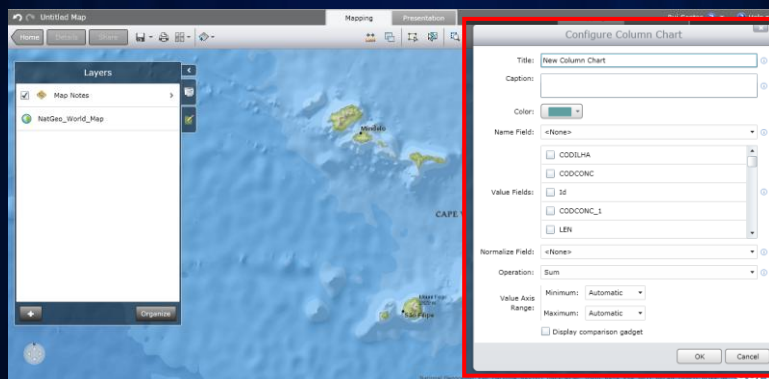 Untitled Map
Mapping
Presentation
Home
Details
Share
Layers
Map Notes
NatGeo_World_Map
Organize
Mindelo
CAPE
São Filipe
Configure Column Chart
Title:
New Column Chart
Caption:
Color:
Name Field:
<None>
Value Fields:
CODILHA
CODCONC
Id
CODCONC_1
LEN
Normalize Field:
<None>
Operation:
Sum
Value Axis
Range:
Minimum:
Automatic
Maximum:
Automatic
Display comparison gadget
OK
Cancel